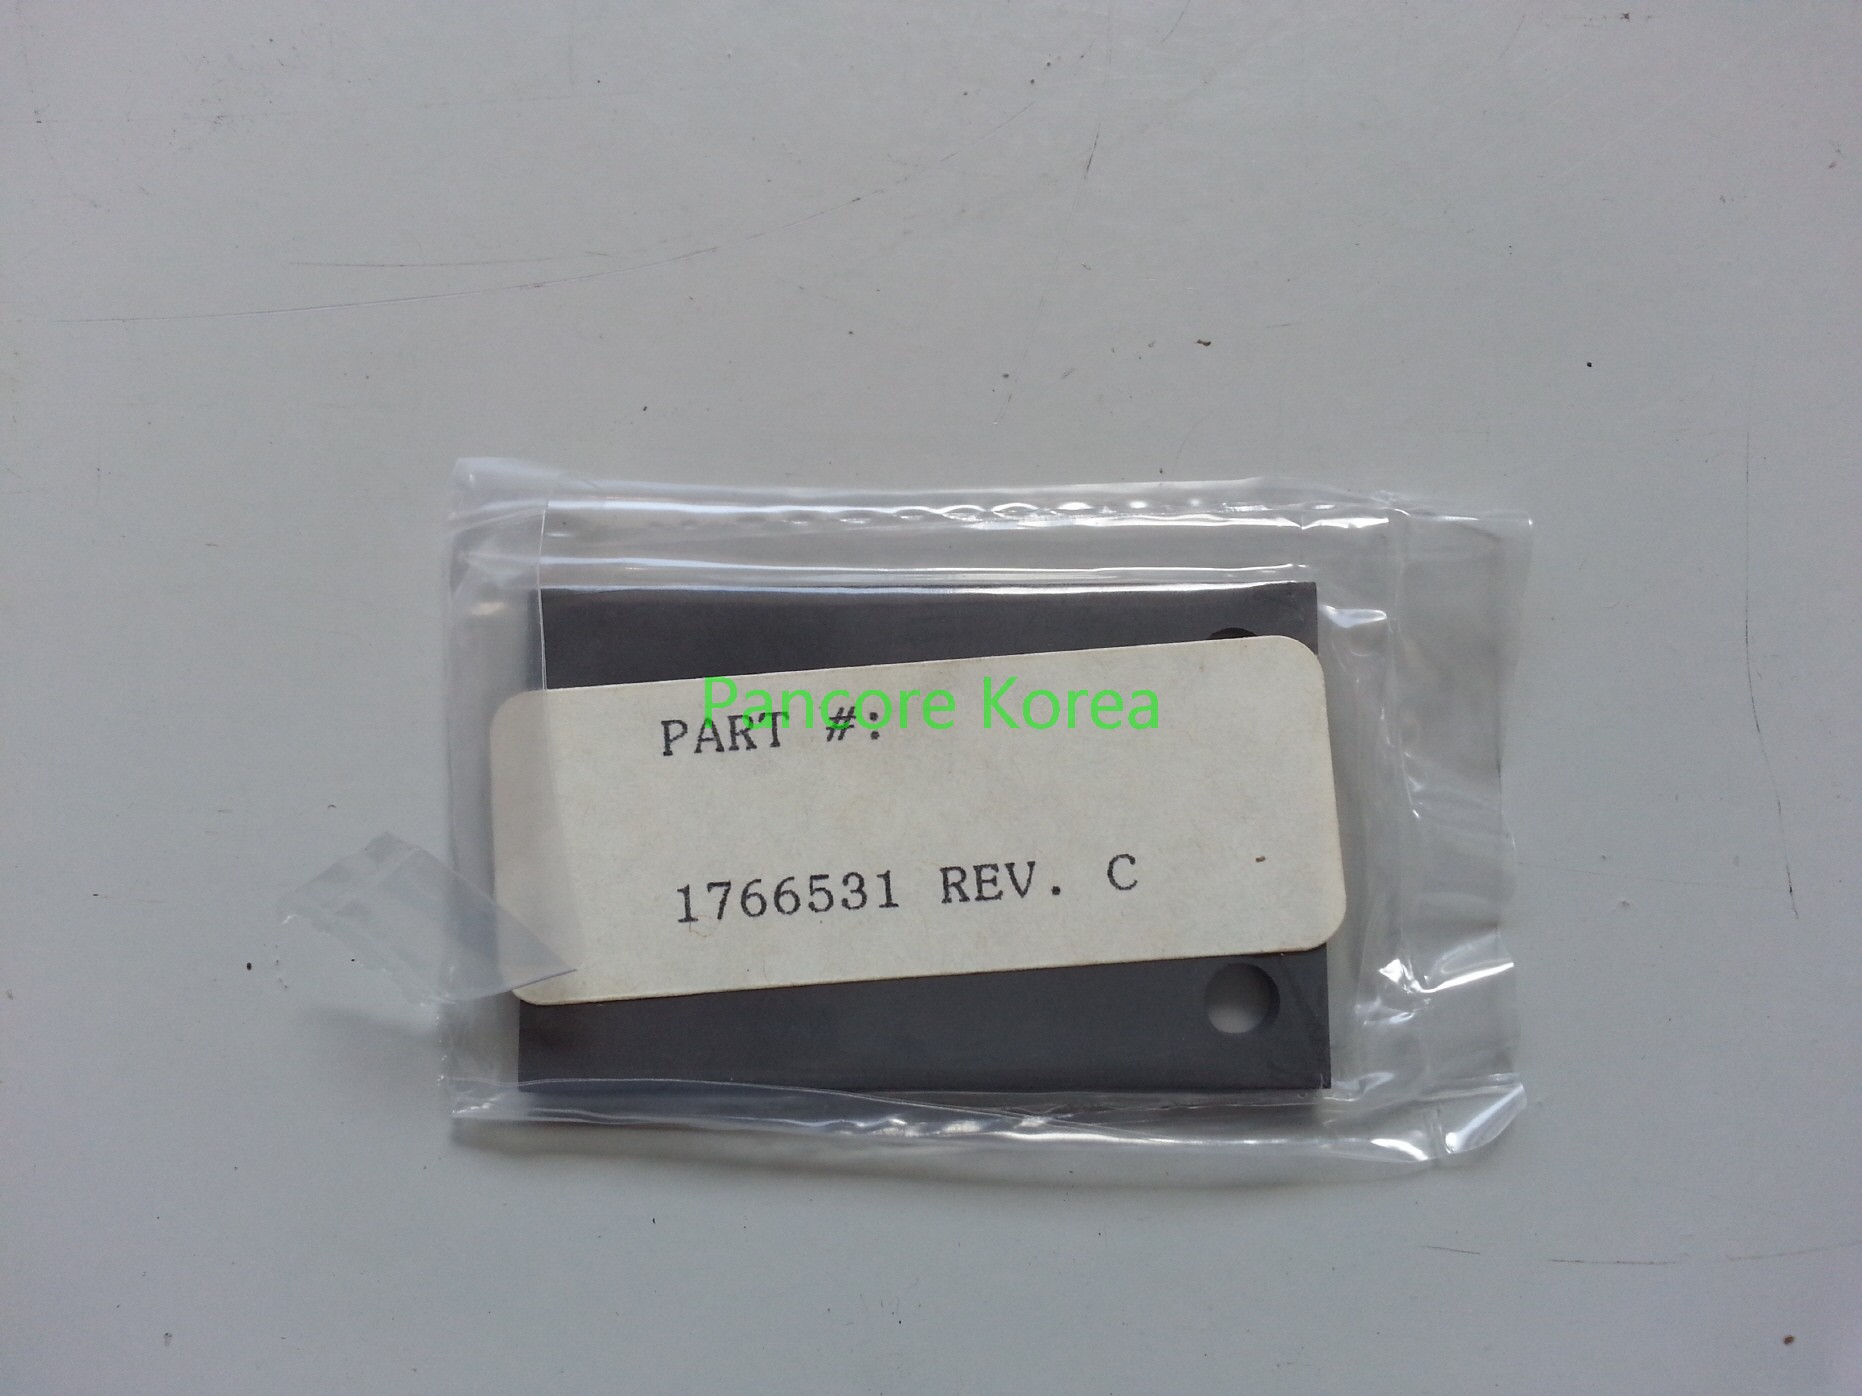 Pancore Korea
PART #:
1766531 REV. C